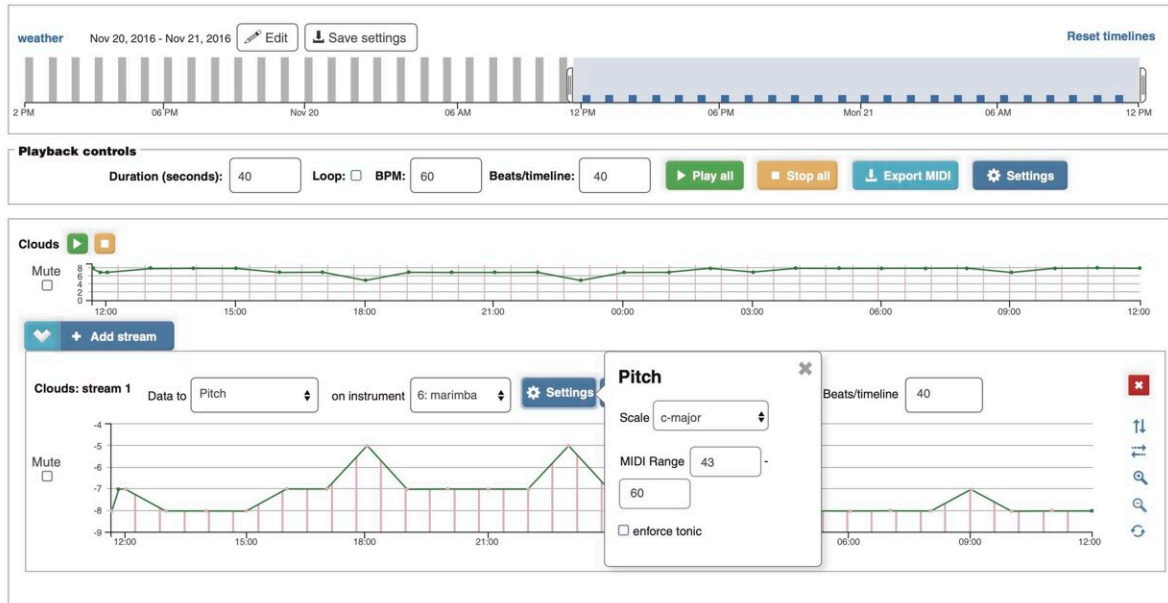 weather Nov 20, 2016 - Nov 21, 2016 Edit Save settings Reset timelines
2 PM 06 PM Nov 20 06 AM 12 PM 06 PM Mon 21 06 AM 12 PM
Playback controls
Duration (seconds): 40 Loop: BPM: 60 Beats/timeline: 40 Play all Stop all Export MIDI Settings
Clouds
Mute
8
6
4
2
0
12:00 15:00 18:00 21:00 00:00 03:00 06:00 09:00 12:00
+ Add stream
Clouds: stream 1 Data to Pitch on instrument 6: marimba Settings Beats/timeline 40
Pitch
Scale c-major
MIDI Range 43 -
60
enforce tonic
Mute
-4
-5
-6
-7
-8
-9
12:00 15:00 18:00 21:00 06:00 09:00 12:00